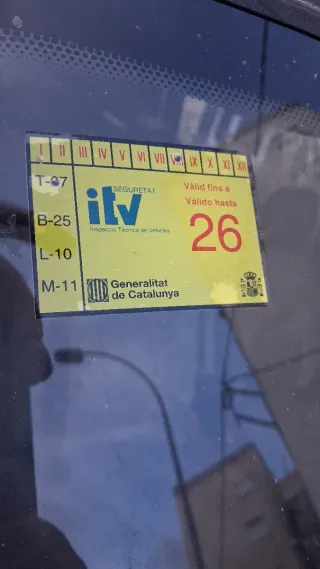 I II III IV V VI VII VIII IX X XI XII
T-07
SEGURETAT
itv
Inspecció Tècnica de Vehicles
Vàlid fins a
Válido hasta
26
B-25
L-10
M-11
Generalitat
de Catalunya